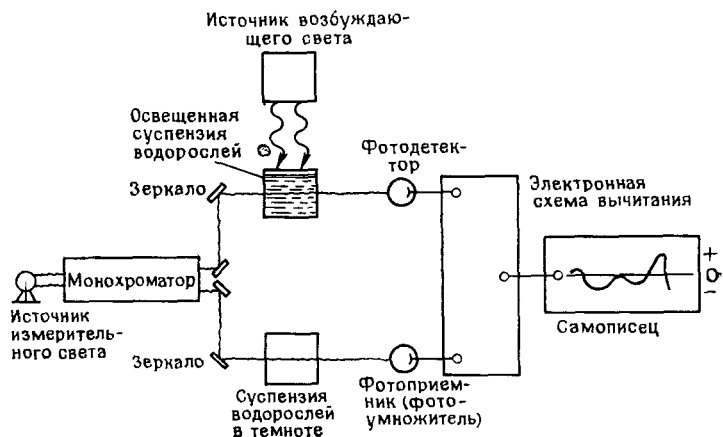 Источник возбуждаю-
щего света
Освещенная
суспензия
водорослей
Фотодетек-
тор
Зеркало
Электронная
схема вычитания
Монохроматор
+
0
-
Источник
измеритель-
ного света
Самописец
Зеркало
Суспензия
водорослей
в темноте
Фотоприем-
ник (фото-
умножитель)